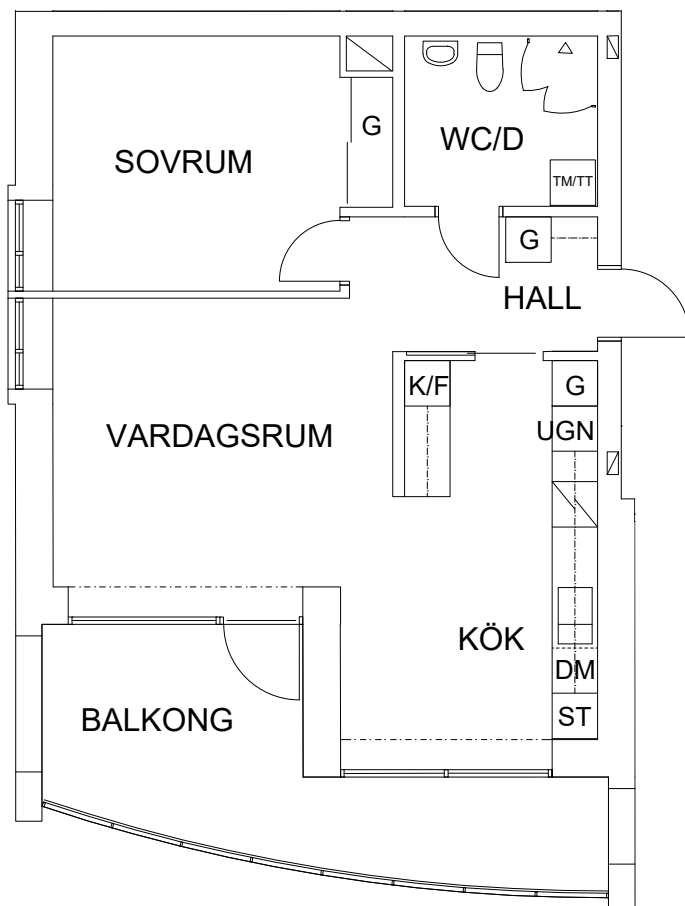 G
SOVRUM
WC/D
TM/TT
G
HALL
K/F
G
VARDAGSRUM
UGN
KÖK
DM
BALKONG
ST